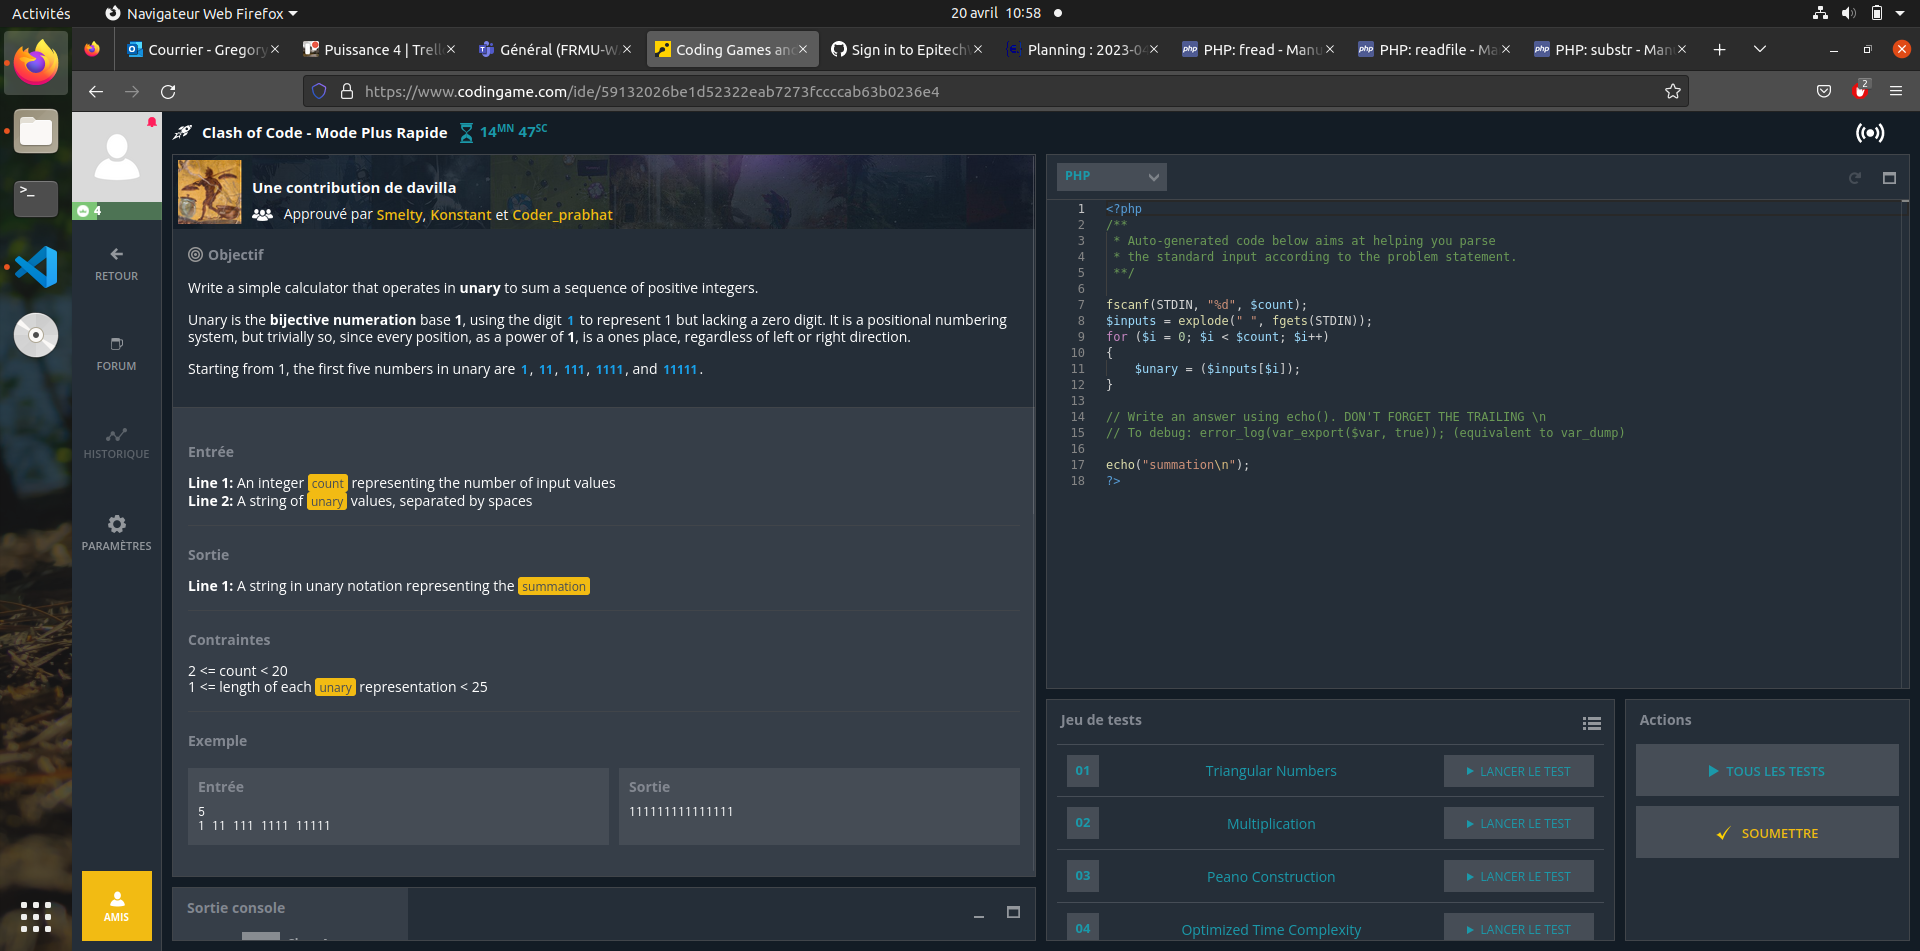 Activités
Navigateur Web Firefox
20 avril 10:58
Courrier - Gregory
Puissance 4 | Trell
Général (FRMU-W
Coding Games an
Sign in to Epitech
Planning : 2023-0
PHP: fread - Manu
PHP: readfile - Ma
PHP: substr - Man
https://www.codingame.com/ide/59132026be1d52322eab7273fccccab63b0236e4
2
Clash of Code - Mode Plus Rapide
14MN 47SC
4
RETOUR
FORUM
HISTORIQUE
PARAMÈTRES
AMIS
Une contribution de davilla
Approuvé par Smelty, Konstant et Coder_prabhat
Objectif
Write a simple calculator that operates in unary to sum a sequence of positive integers.
Unary is the bijective numeration base 1, using the digit 1 to represent 1 but lacking a zero digit. It is a positional numbering
system, but trivially so, since every position, as a power of 1, is a ones place, regardless of left or right direction.
Starting from 1, the first five numbers in unary are 1, 11, 111, 1111, and 11111.
Entrée
Line 1: An integer count representing the number of input values
Line 2: A string of unary values, separated by spaces
Sortie
Line 1: A string in unary notation representing the summation
Contraintes
2 <= count < 20
1 <= length of each unary representation < 25
Exemple
Entrée
5
1 11 111 1111 11111
Sortie
111111111111111
Sortie console
PHP
1 <?php
2 /**
3  * Auto-generated code below aims at helping you parse
4  * the standard input according to the problem statement.
5  **/
6
7 fscanf(STDIN, "%d", $count);
8 $inputs = explode(" ", fgets(STDIN));
9 for ($i = 0; $i < $count; $i++)
10 {
11     $unary = ($inputs[$i]);
12 }
13
14 // Write an answer using echo(). DON'T FORGET THE TRAILING \n
15 // To debug: error_log(var_export($var, true)); (equivalent to var_dump)
16
17 echo("summation\n");
18 ?>
Jeu de tests
01 Triangular Numbers LANCER LE TEST
02 Multiplication LANCER LE TEST
03 Peano Construction LANCER LE TEST
04 Optimized Time Complexity LANCER LE TEST
Actions
TOUS LES TESTS
SOUMETTRE